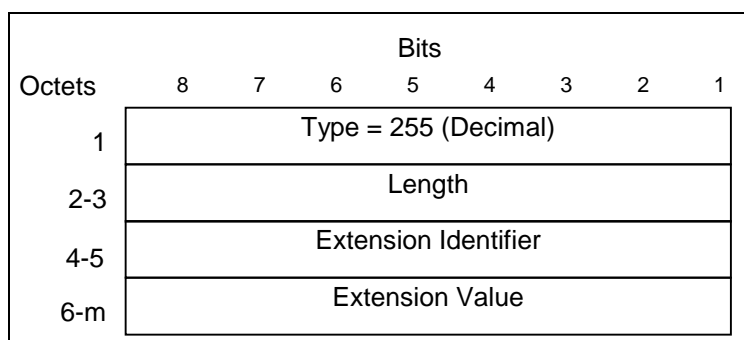 Bits
Octets 8 7 6 5 4 3 2 1
1 Type = 255 (Decimal)
2-3 Length
4-5 Extension Identifier
6-m Extension Value